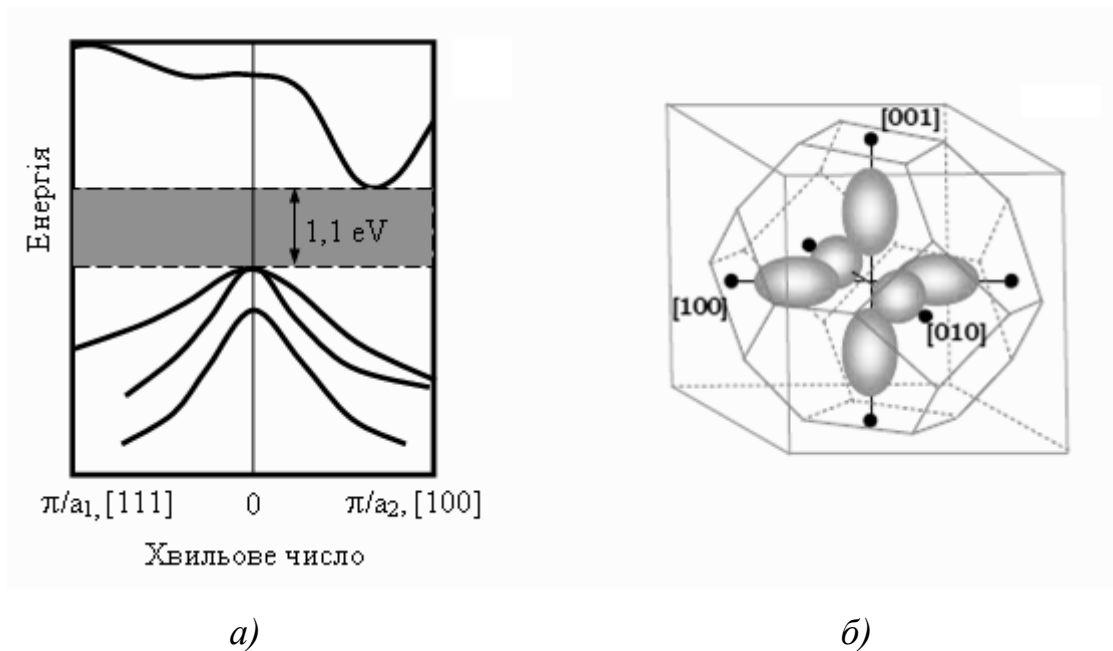 Енергія
1,1 eV
π/a1, [111]
0
π/a2, [100]
Хвильове число
[001]
[100]
[010]
а)
б)